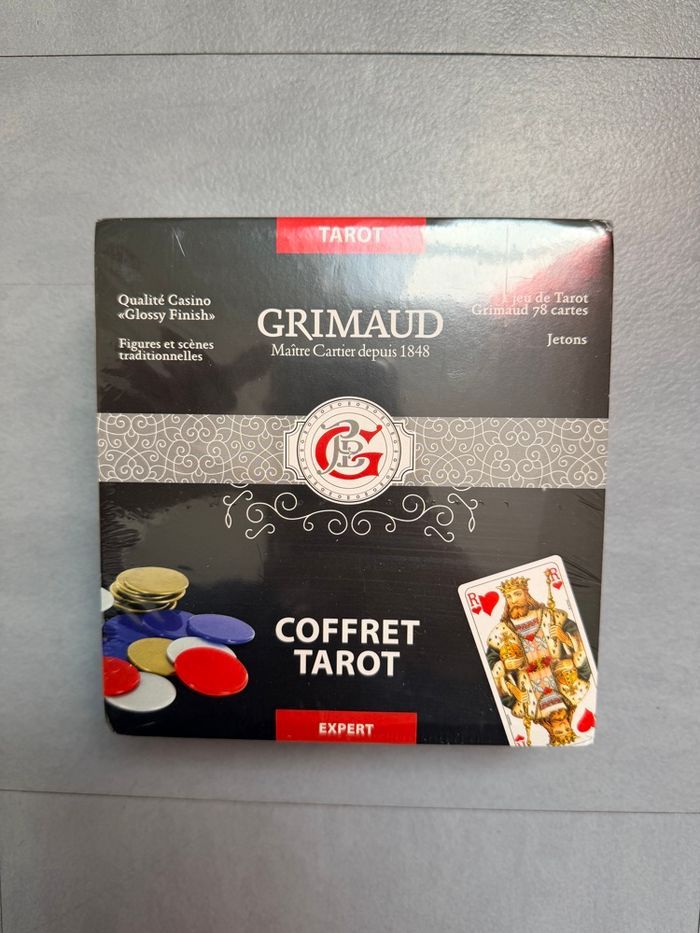 TAROT
Qualité Casino
«Glossy Finish»
Figures et scènes
traditionnelles
GRIMAUD
Maître Cartier depuis 1848
jeu de Tarot
Grimaud 78 cartes
Jetons
COFFRET
TAROT
R
R
EXPERT